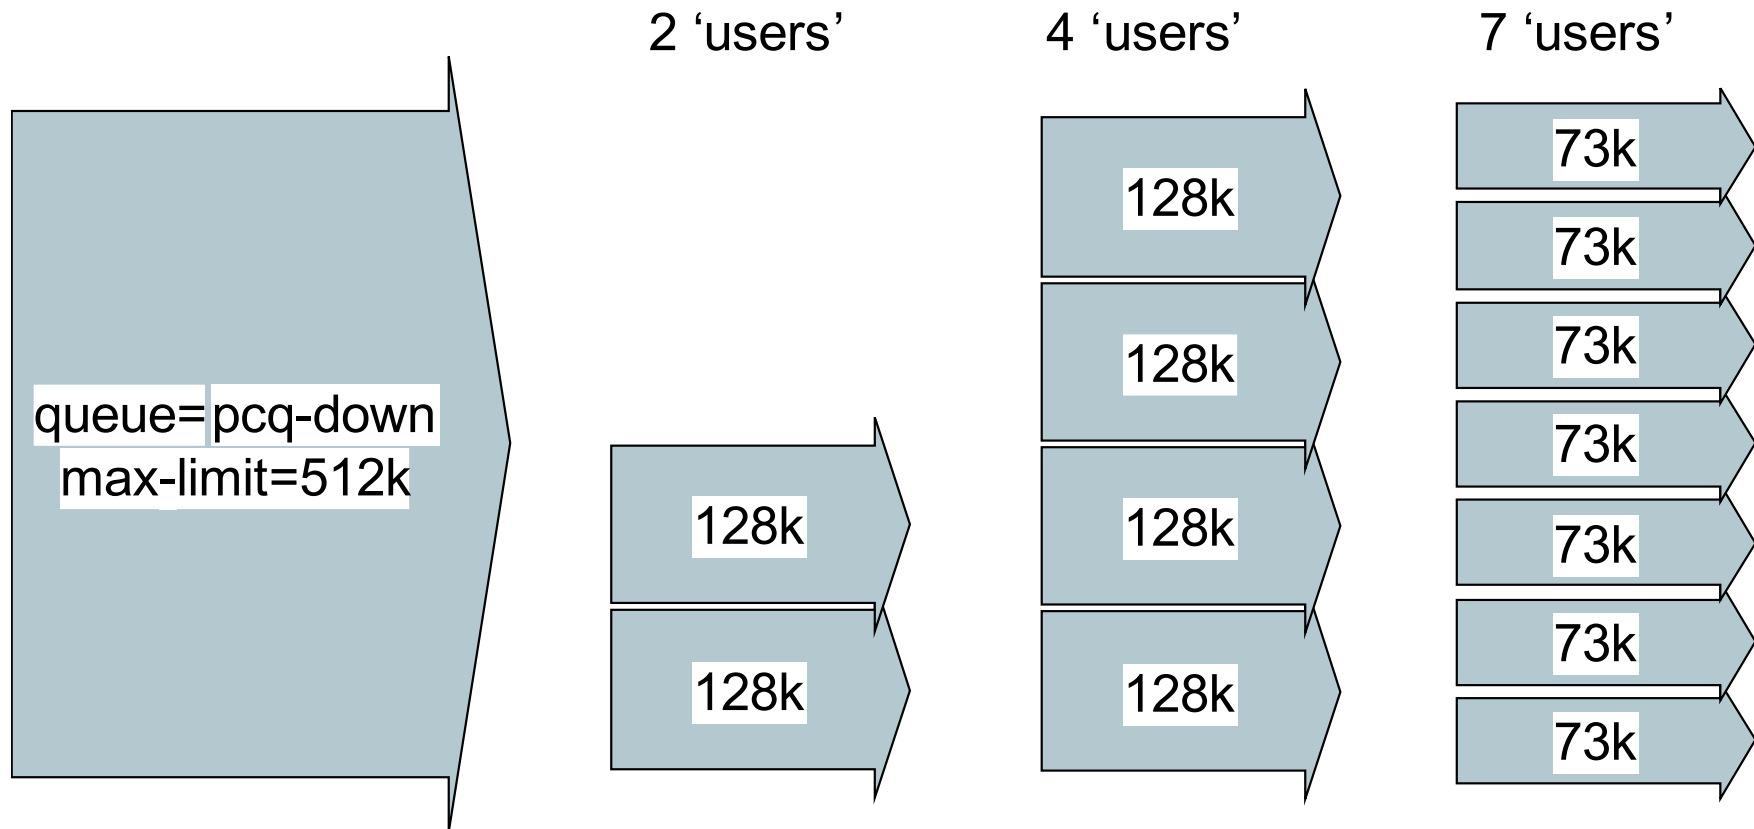 2 ‘users’
4 ‘users’
7 ‘users’
queue=pcq-down
max-limit=512k
128k
128k
128k
128k
128k
128k
73k
73k
73k
73k
73k
73k
73k